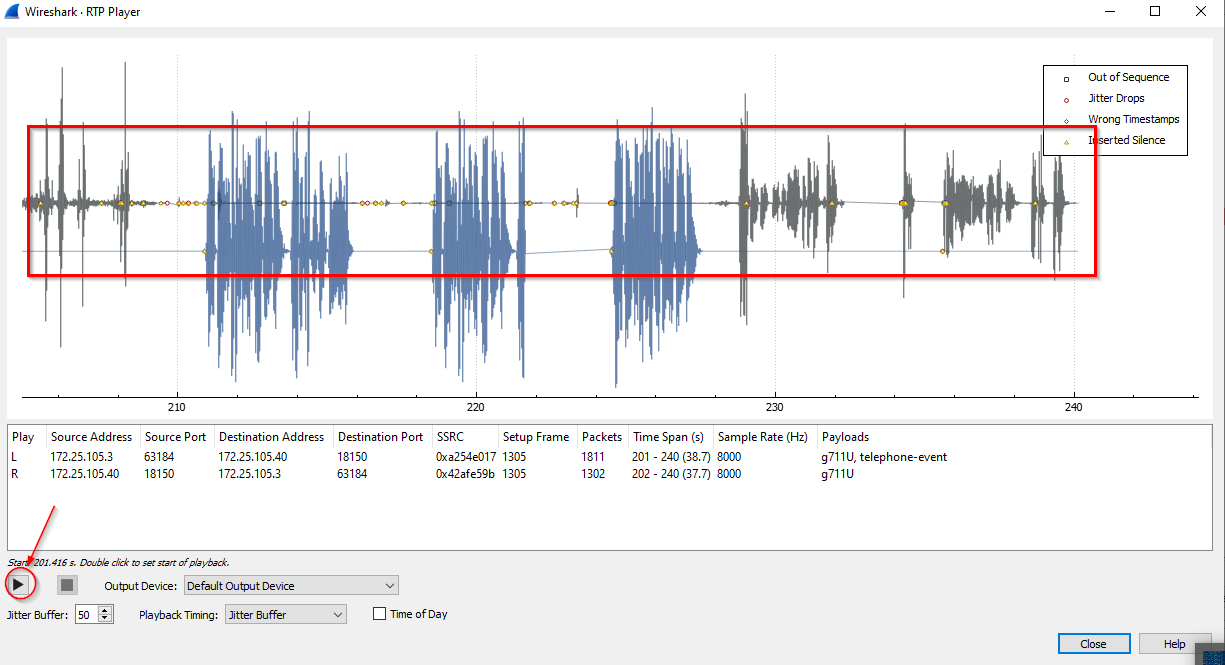 Wireshark · RTP Player
Out of Sequence
Jitter Drops
Wrong Timestamps
Inserted Silence
210 220 230 240
Play Source Address Source Port Destination Address Destination Port SSRC Setup Frame Packets Time Span (s) Sample Rate (Hz) Payloads
L 172.25.105.3 63184 172.25.105.40 18150 0xa254e017 1305 1811 201 - 240 (38.7) 8000 g711U, telephone-event
R 172.25.105.40 18150 172.25.105.3 63184 0x42afe59b 1305 1302 202 - 240 (37.7) 8000 g711U
Start: 201.416 s. Double click to set start of playback.
Output Device: Default Output Device
Jitter Buffer: 50 Playback Timing: Jitter Buffer Time of Day
Close Help